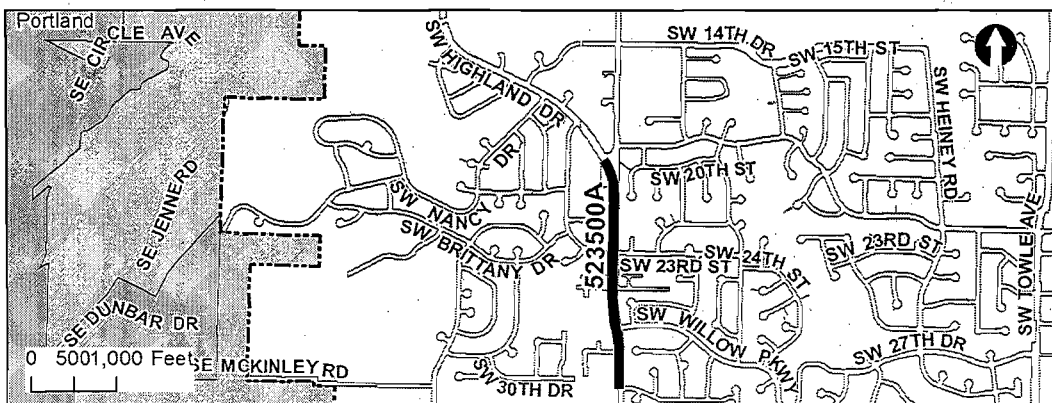 Portland
SE CIRCLE AVE
SW HIGHLAND DR
SW 14TH DR
SW 15TH ST
SW HEINEY RD
SE JENNE RD
DR
SW NANCY
SW 20TH ST
SW BRITTANY DR
523500A
SW 23RD ST
SW 24TH ST
SW 23RD ST
SW TOWLE AVE
SE DUNBAR DR
SW WILLOW PKWY
SW 27TH DR
0 5001,000 Feet
SE MCKINLEY RD
SW 30TH DR